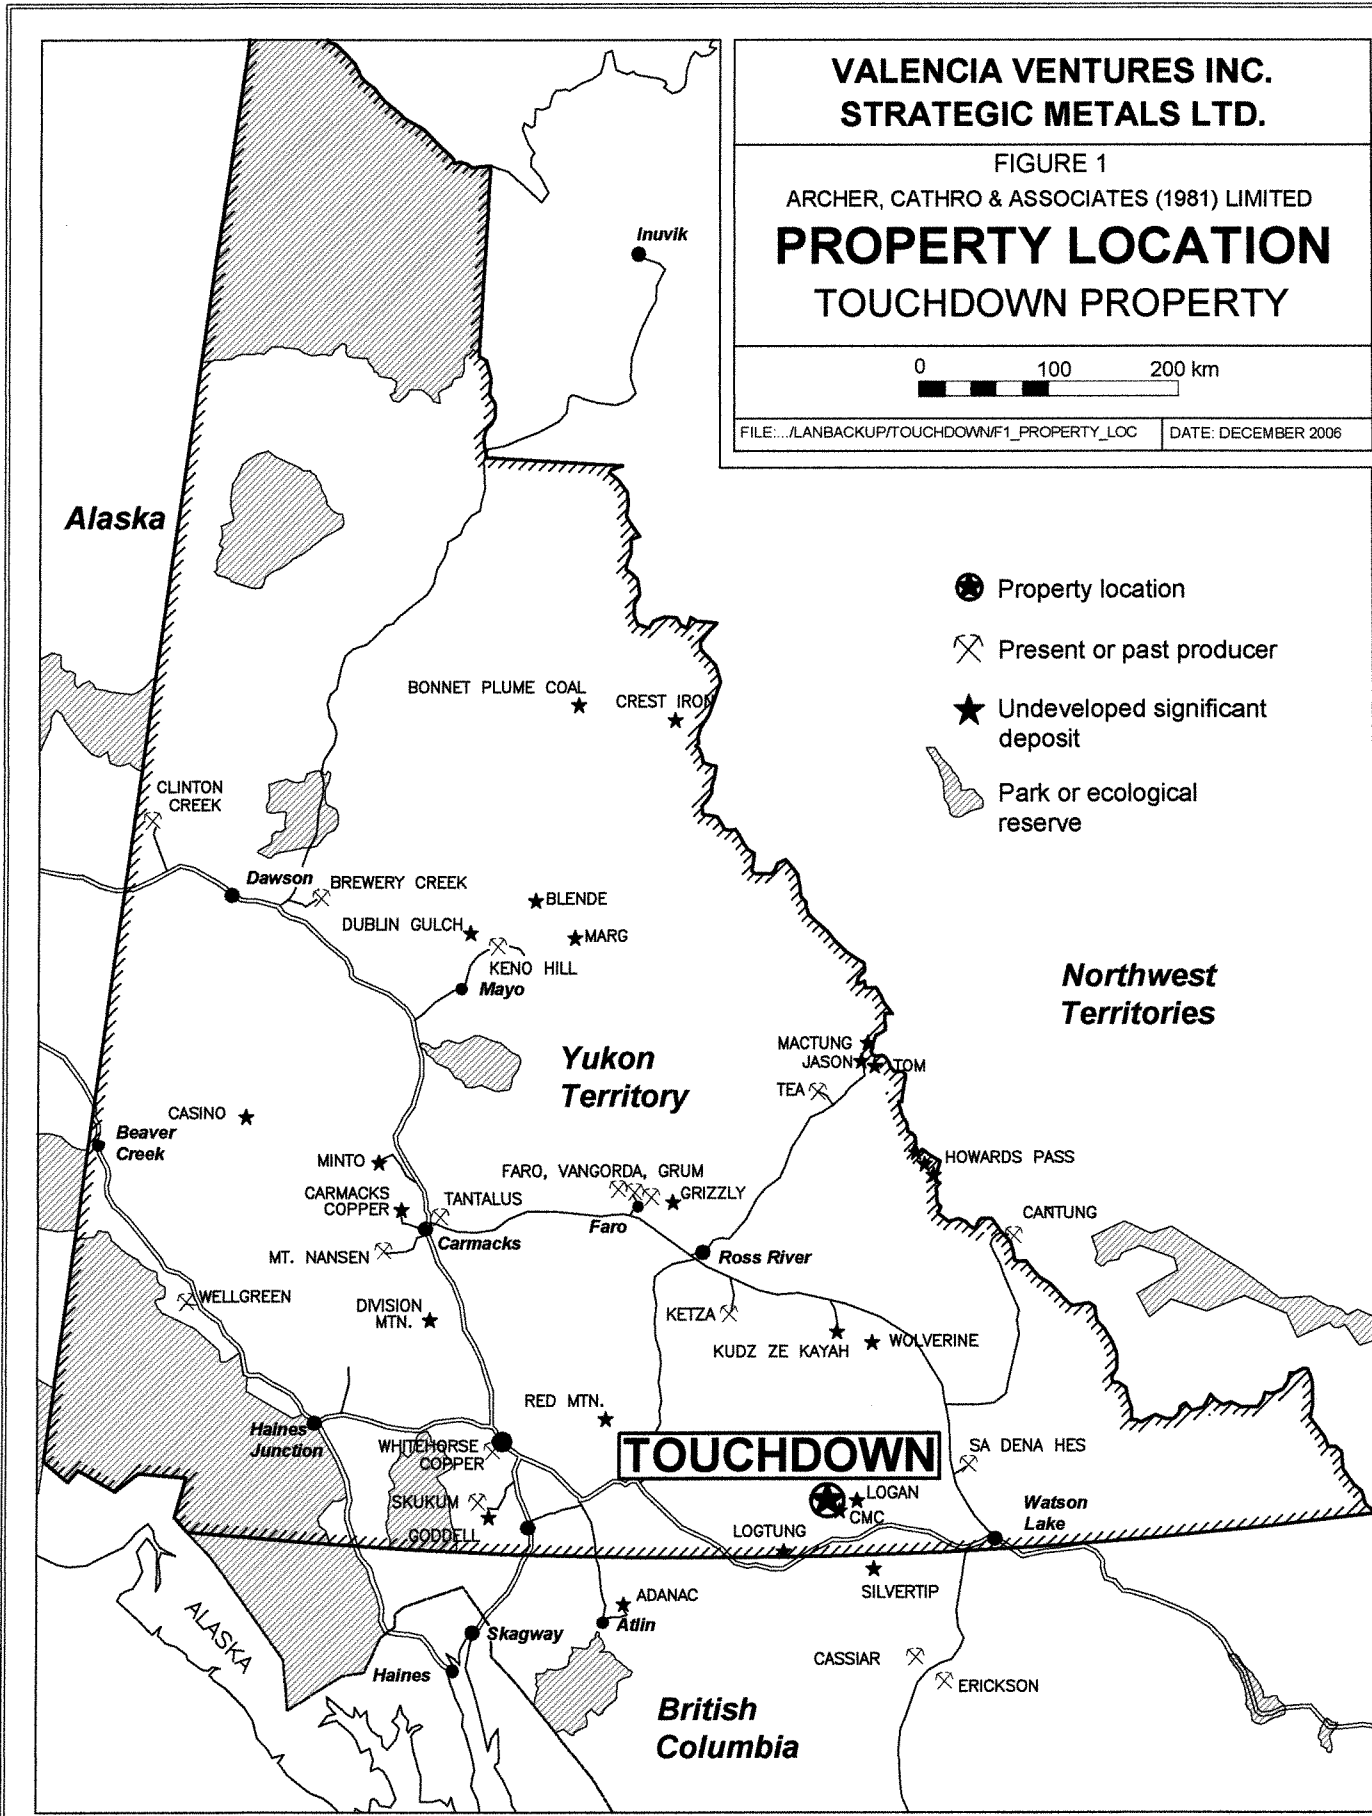 VALENCIA VENTURES INC.
STRATEGIC METALS LTD.
FIGURE 1
ARCHER, CATHRO & ASSOCIATES (1981) LIMITED
PROPERTY LOCATION
TOUCHDOWN PROPERTY
0 100 200 km
FILE:.../LANBACKUP/TOUCHDOWN/F1_PROPERTY_LOC
DATE: DECEMBER 2006
Inuvik
Alaska
Property location
Present or past producer
Undeveloped significant
deposit
Park or ecological
reserve
BONNET PLUME COAL
CREST IRON
CLINTON
CREEK
Dawson
BREWERY CREEK
BLENDE
DUBLIN GULCH
MARG
KENO HILL
Mayo
Northwest
Territories
Yukon
Territory
MACTUNG
JASON
TOM
TEA
CASINO
Beaver
Creek
MINTO
HOWARDS PASS
FARO, VANGORDA, GRUM
GRIZZLY
CARMACKS
COPPER
TANTALUS
Faro
CANTUNG
Carmacks
MT. NANSEN
Ross River
WELLGREEN
DIVISION
MTN.
KETZA
KUDZ ZE KAYAH
WOLVERINE
RED MTN.
Haines
Junction
WHITEHORSE
COPPER
TOUCHDOWN
SA DENA HES
SKUKUM
GODDELL
LOGAN
CMC
Watson
Lake
LOGTUNG
SILVERTIP
ADANAC
Atlin
ALASKA
Skagway
Haines
CASSIAR
ERICKSON
British
Columbia